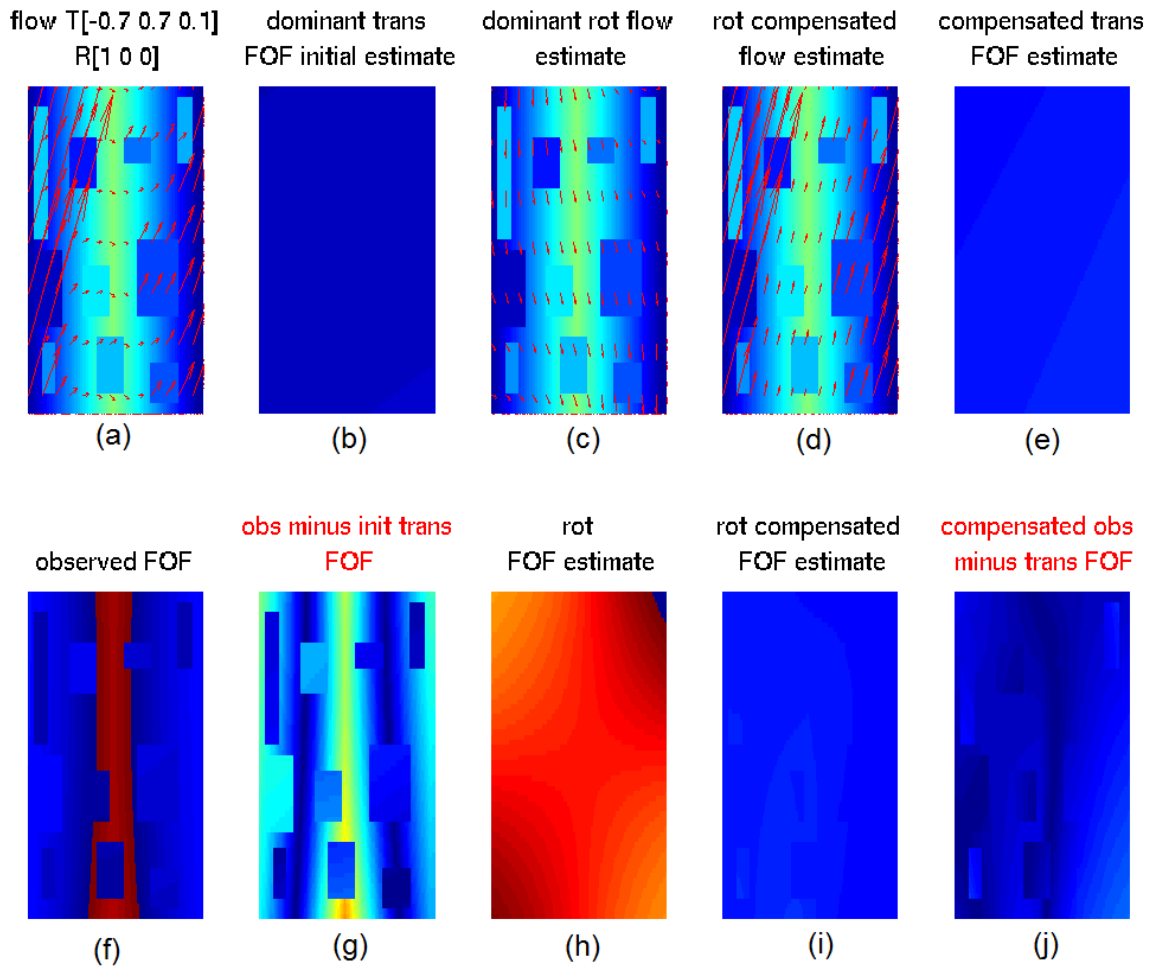 flow T[-0.7 0.7 0.1]
R[1 0 0]
dominant trans
FOF initial estimate
dominant rot flow
estimate
rot compensated
flow estimate
compensated trans
FOF estimate
(a)
(b)
(c)
(d)
(e)
observed FOF
obs minus init trans
FOF
rot
FOF estimate
rot compensated
FOF estimate
compensated obs
minus trans FOF
(f)
(g)
(h)
(i)
(j)